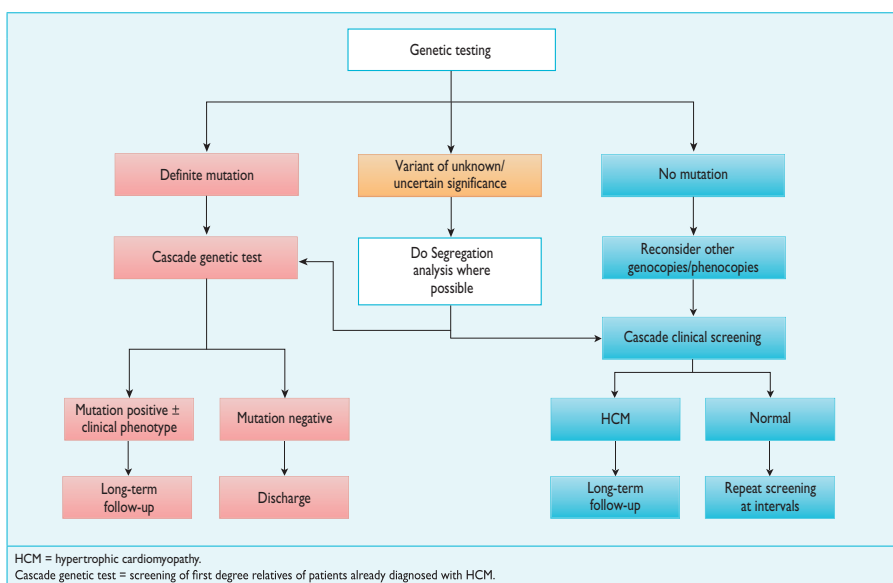 Genetic testing
Definite mutation
Variant of unknown/
uncertain significance
No mutation
Cascade genetic test
Do Segregation
analysis where
possible
Reconsider other
genocopies/phenocopies
Cascade clinical screening
Mutation positive ±
clinical phenotype
Mutation negative
HCM
Normal
Long-term
follow-up
Discharge
Long-term
follow-up
Repeat screening
at intervals
HCM = hypertrophic cardiomyopathy.
Cascade genetic test = screening of first degree relatives of patients already diagnosed with HCM.